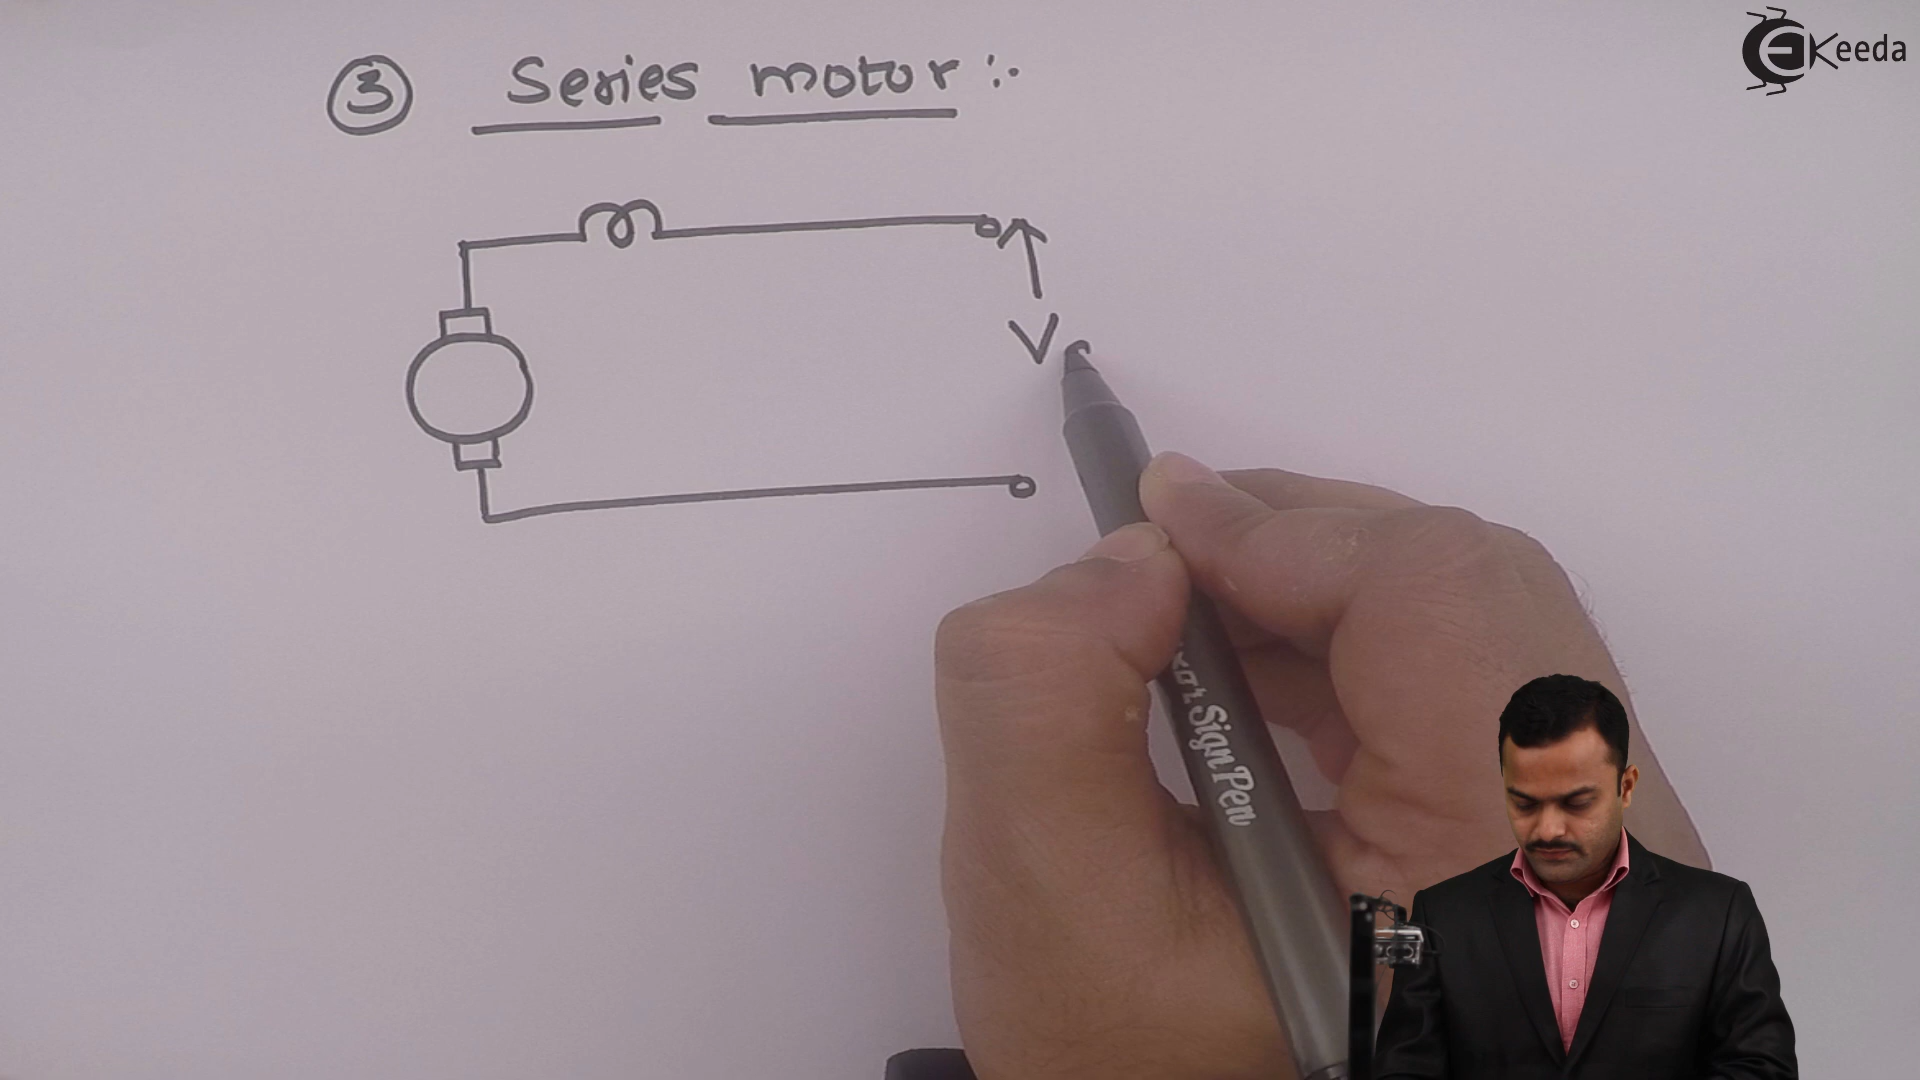 ③ Series motor :-
V
Keeda
Sign Pen